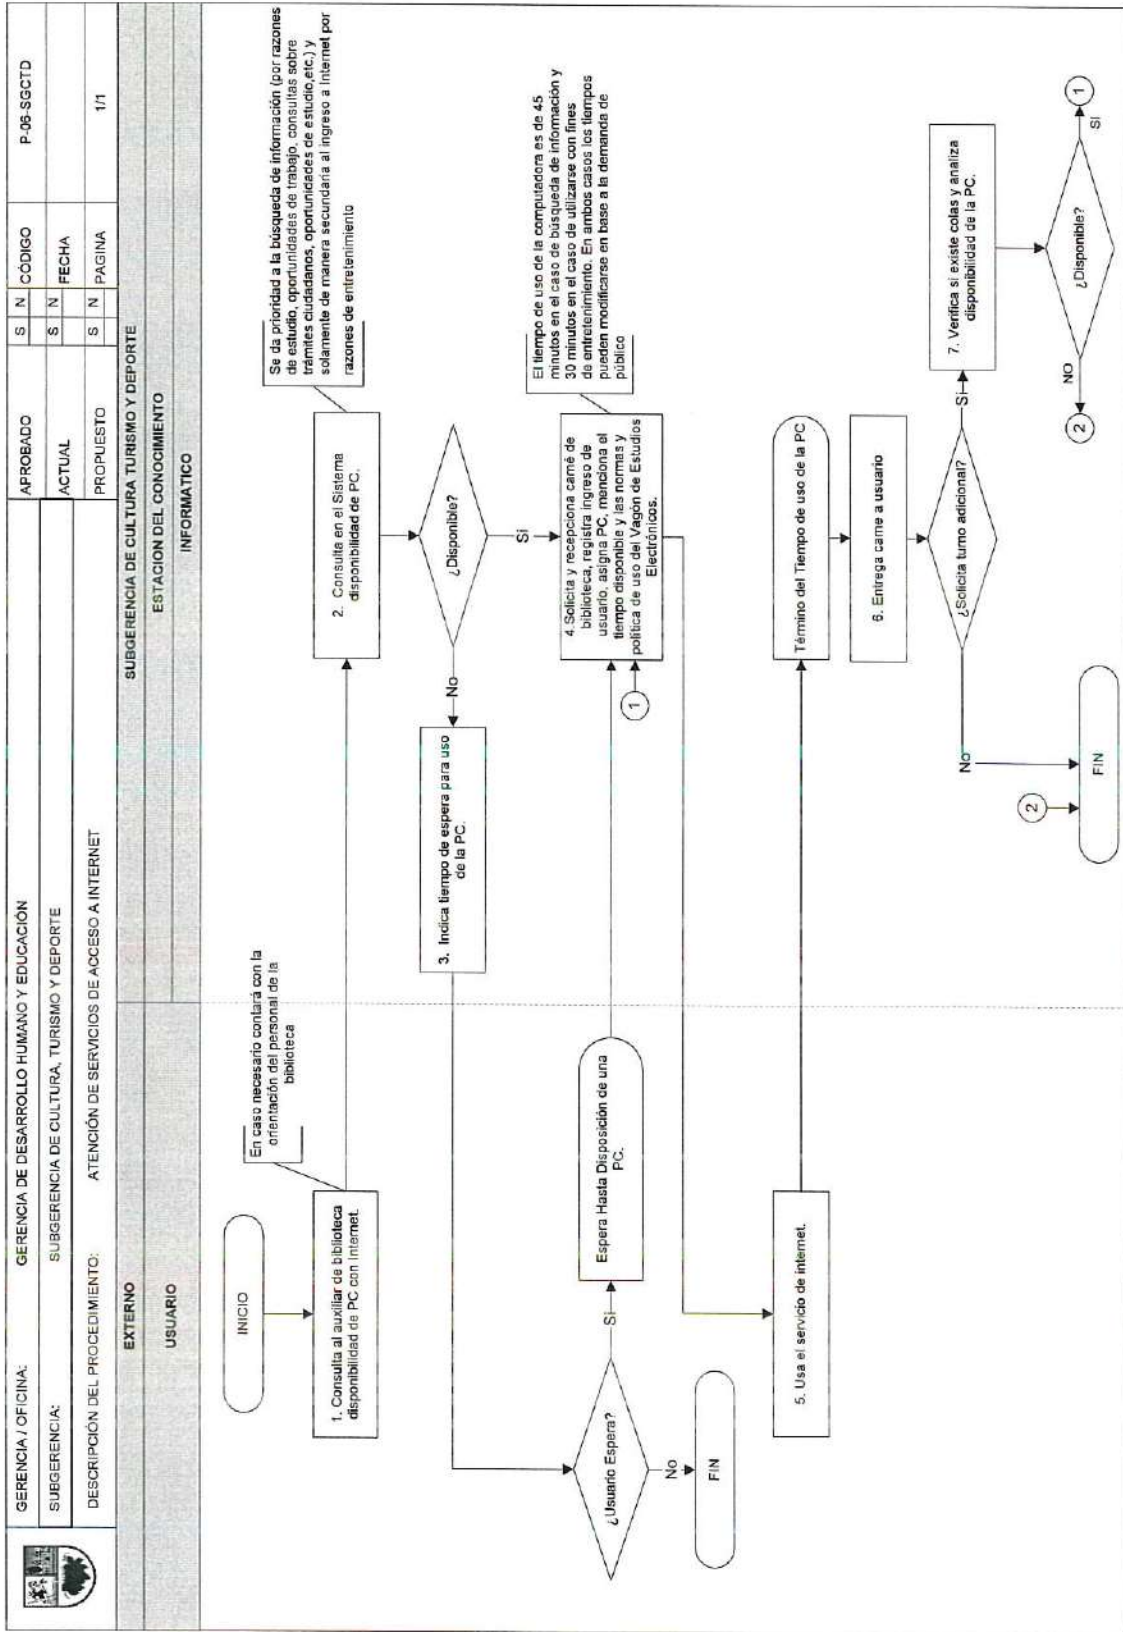 GERENCIA / OFICINA: GERENCIA DE DESARROLLO HUMANO Y EDUCACIÓN APROBADO S N CÓDIGO P-06-SGCTD
SUBGERENCIA: SUBGERENCIA DE CULTURA, TURISMO Y DEPORTE ACTUAL S N FECHA
DESCRIPCIÓN DEL PROCEDIMIENTO: ATENCIÓN DE SERVICIOS DE ACCESO A INTERNET PROPUESTO S N PAGINA 1/1
EXTERNO
SUBGERENCIA DE CULTURA TURISMO Y DEPORTE
ESTACION DEL CONOCIMIENTO
USUARIO
INFORMATICO
INICIO
En caso necesario contará con la
orientación del personal de la
biblioteca
1. Consulta al auxiliar de biblioteca
disponibilidad de PC con Internet.
Se da prioridad a la búsqueda de información (por razones
de estudio, oportunidades de trabajo, consultas sobre
trámites ciudadanos, oportunidades de estudio,etc.) y
solamente de manera secundaria al ingreso a Internet por
razones de entretenimiento
2. Consulta en el Sistema
disponibilidad de PC.
¿Disponible?
No
Si
3. Indica tiempo de espera para uso
de la PC.
¿Usuario Espera?
Si
No
FIN
Espera Hasta Disposición de una
PC.
El tiempo de uso de la computadora es de 45
minutos en el caso de búsqueda de información y
30 minutos en el caso de utilizarse con fines
de entretenimiento. En ambos casos los tiempos
pueden modificarse en base a la demanda de
público
4.Solicita y recepciona carné de
biblioteca, registra ingreso de
usuario, asigna PC, menciona el
tiempo disponible y las normas y
política de uso del Vagón de Estudios
Electrónicos.
1
5. Usa el servicio de internet.
Término del Tiempo de uso de la PC
6. Entrega carne a usuario
¿Solicita turno adicional?
No
Si
7. Verifica si existe colas y analiza
disponibilidad de la PC.
¿Disponible?
NO
2
SI
1
2
FIN